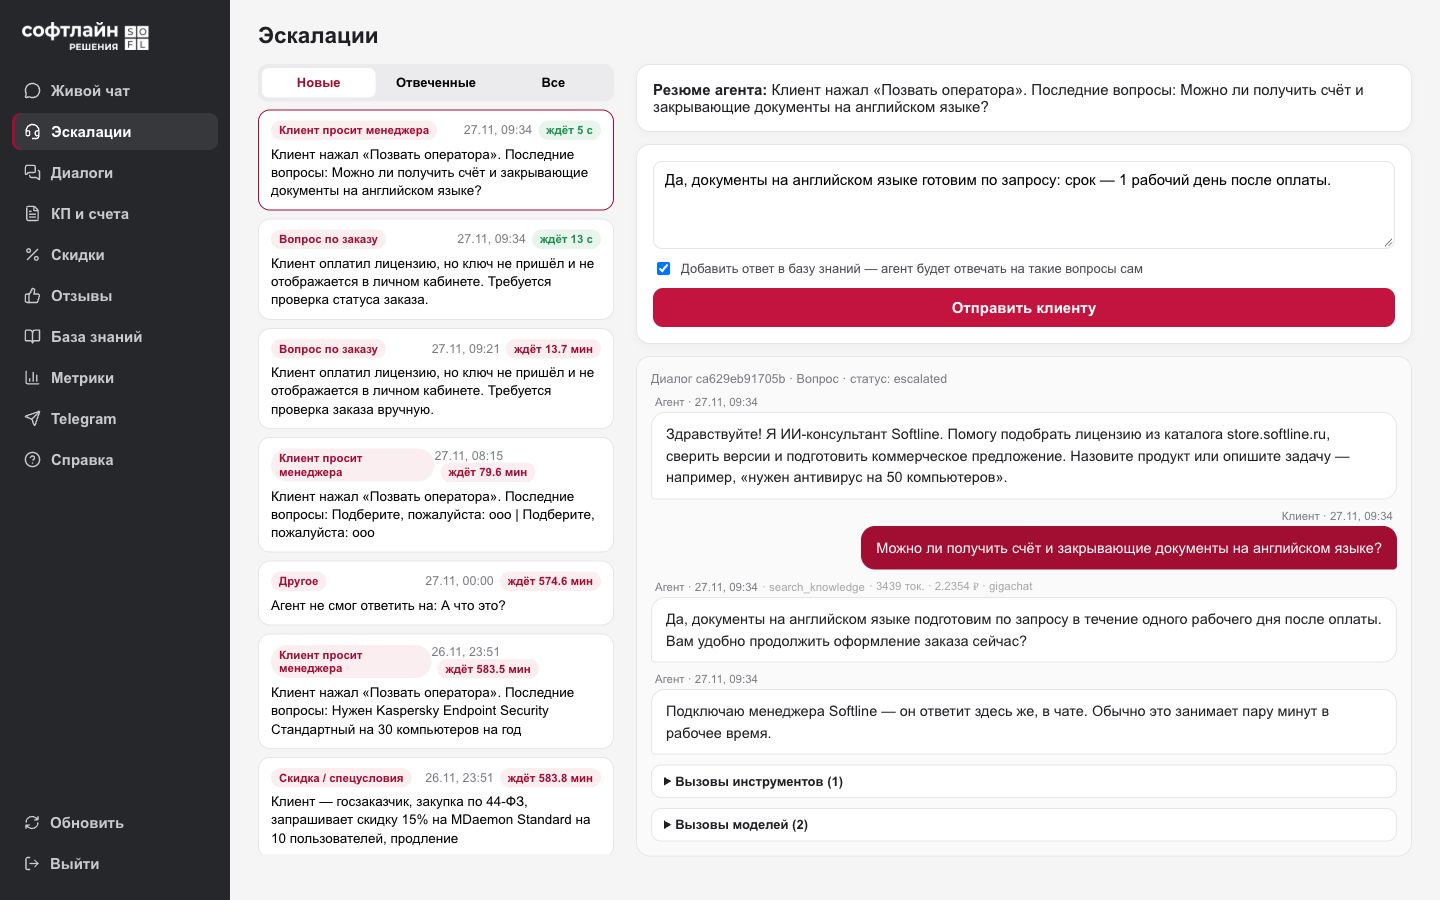 софтлайн
решения
SO
FL
Живой чат
Эскалации
Диалоги
КП и счета
Скидки
Отзывы
База знаний
Метрики
Telegram
Справка
Обновить
Выйти
Эскалации
Новые
Отвеченные
Все
Клиент просит менеджера 27.11, 09:34 ждёт 5 с
Клиент нажал «Позвать оператора». Последние
вопросы: Можно ли получить счёт и закрывающие
документы на английском языке?
Вопрос по заказу 27.11, 09:34 ждёт 13 с
Клиент оплатил лицензию, но ключ не пришёл и не
отображается в личном кабинете. Требуется
проверка статуса заказа.
Вопрос по заказу 27.11, 09:21 ждёт 13.7 мин
Клиент оплатил лицензию, но ключ не пришёл и не
отображается в личном кабинете. Требуется
проверка заказа вручную.
Клиент просит
менеджера
27.11, 08:15
ждёт 79.6 мин
Клиент нажал «Позвать оператора». Последние
вопросы: Подберите, пожалуйста: ооо | Подберите,
пожалуйста: ооо
Другое 27.11, 00:00 ждёт 574.6 мин
Агент не смог ответить на: А что это?
Клиент просит
менеджера
26.11, 23:51
ждёт 583.5 мин
Клиент нажал «Позвать оператора». Последние
вопросы: Нужен Kaspersky Endpoint Security
Стандартный на 30 компьютеров на год
Скидка / спецусловия 26.11, 23:51 ждёт 583.8 мин
Клиент — госзаказчик, закупка по 44-ФЗ,
запрашивает скидку 15% на MDaemon Standard на
10 пользователей, продление
Резюме агента: Клиент нажал «Позвать оператора». Последние вопросы: Можно ли получить счёт и
закрывающие документы на английском языке?
Да, документы на английском языке готовим по запросу: срок — 1 рабочий день после оплаты.
Добавить ответ в базу знаний — агент будет отвечать на такие вопросы сам
Отправить клиенту
Диалог ca629eb91705b · Вопрос · статус: escalated
Агент · 27.11, 09:34
Здравствуйте! Я ИИ-консультант Softline. Помогу подобрать лицензию из каталога store.softline.ru,
сверить версии и подготовить коммерческое предложение. Назовите продукт или опишите задачу —
например, «нужен антивирус на 50 компьютеров».
Клиент · 27.11, 09:34
Можно ли получить счёт и закрывающие документы на английском языке?
Агент · 27.11, 09:34 · search_knowledge · 3439 ток. · 2.2354 ₽ · gigachat
Да, документы на английском языке подготовим по запросу в течение одного рабочего дня после оплаты.
Вам удобно продолжить оформление заказа сейчас?
Агент · 27.11, 09:34
Подключаю менеджера Softline — он ответит здесь же, в чате. Обычно это занимает пару минут в
рабочее время.
Вызовы инструментов (1)
Вызовы моделей (2)